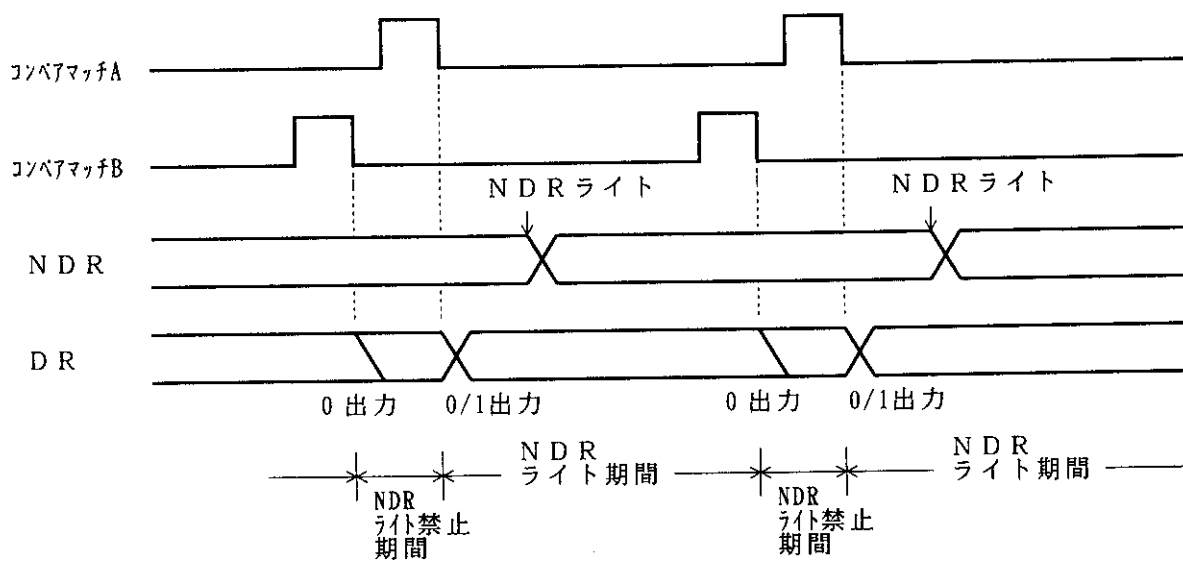 コンペアマッチA
コンペアマッチB
NDRライト
NDRライト
NDR
DR
0出力
0/1出力
0出力
0/1出力
NDR
ライト期間
NDR
ライト期間
NDR
ライト禁止
期間
NDR
ライト禁止
期間